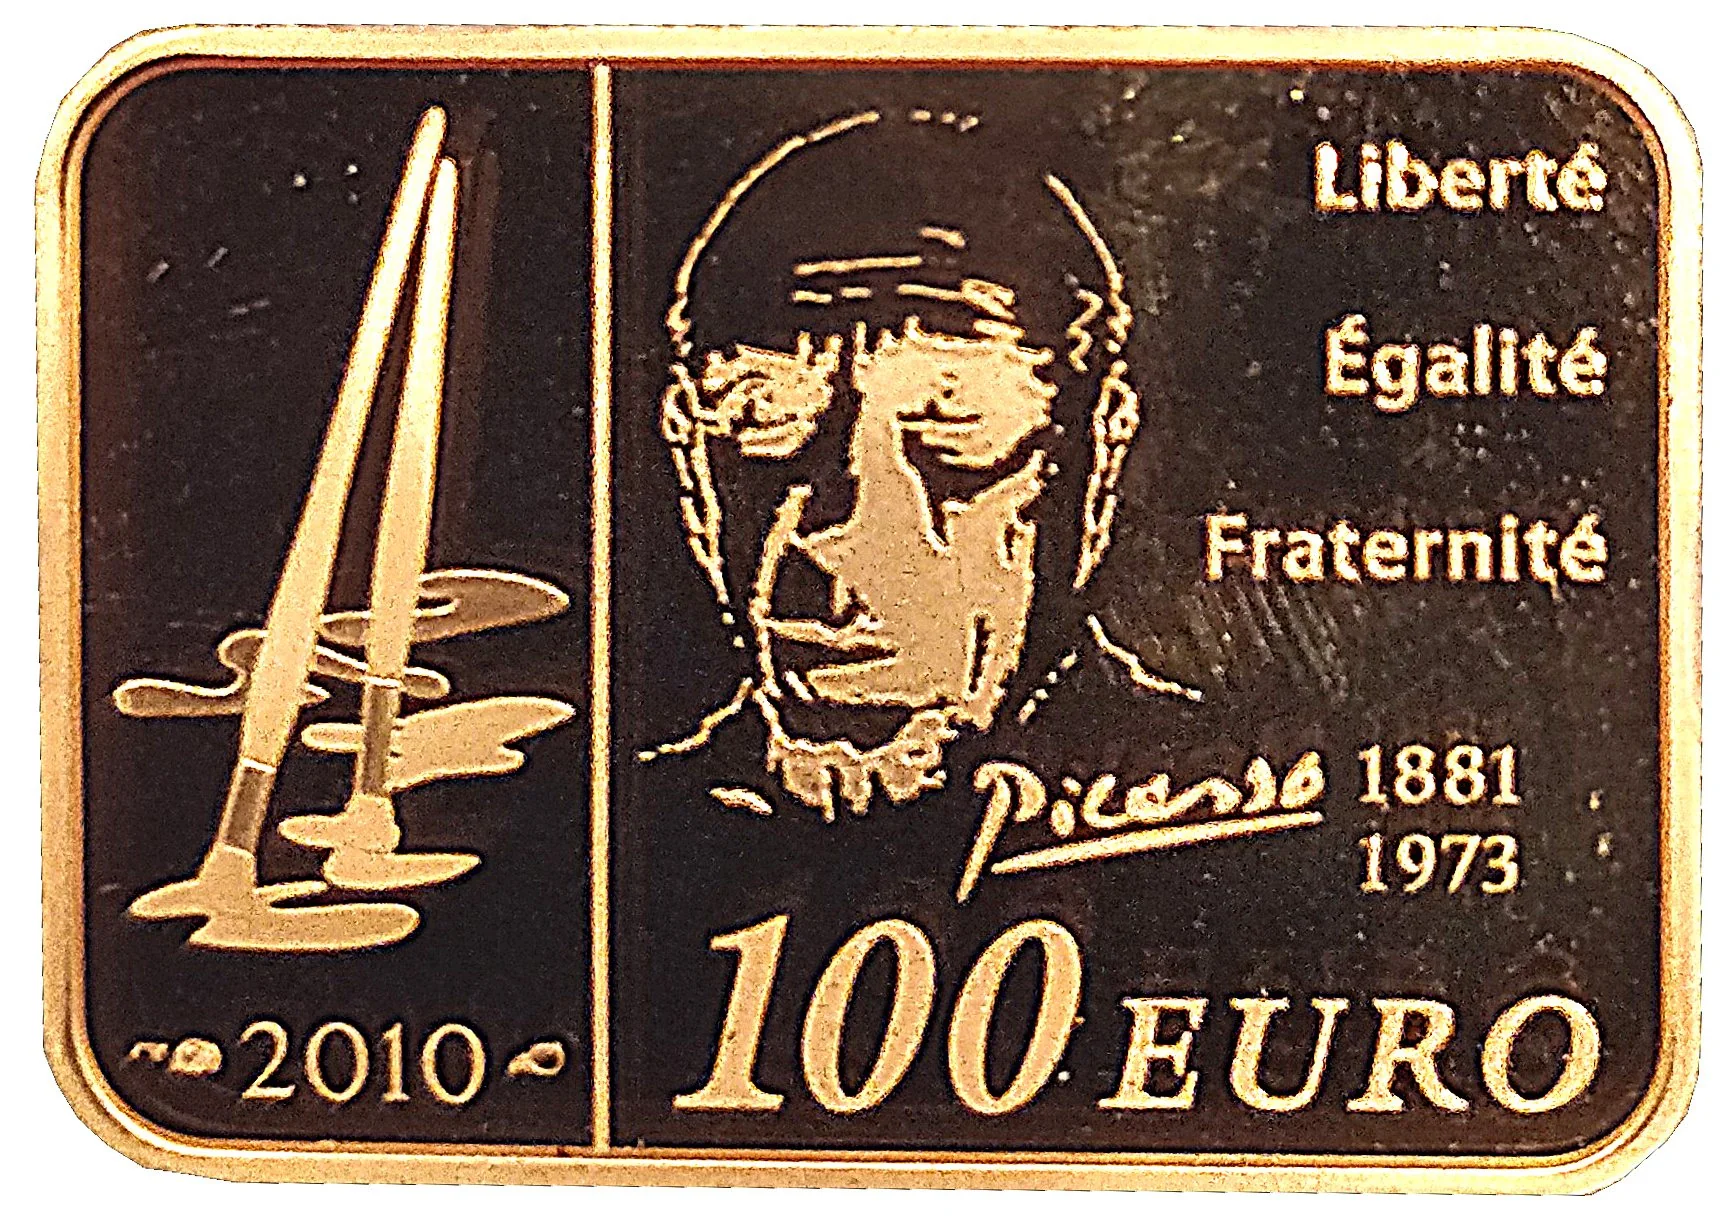 Liberté
Égalité
Fraternité
Picasso 1881
1973
100 EURO
2010